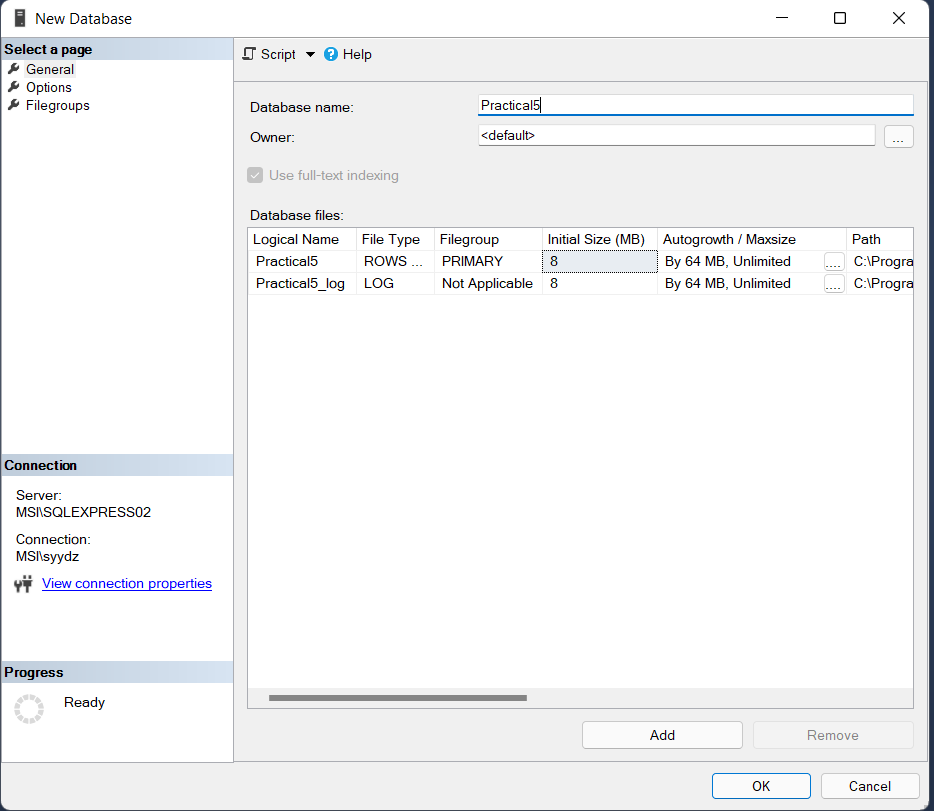 New Database
Select a page
General
Options
Filegroups
Script
Help
Database name:
Practical5
Owner:
<default>
...
Use full-text indexing
Database files:
Logical Name File Type Filegroup Initial Size (MB) Autogrowth / Maxsize Path
Practical5 ROWS ... PRIMARY 8 By 64 MB, Unlimited .... C:\Progra
Practical5_log LOG Not Applicable 8 By 64 MB, Unlimited .... C:\Progra
Connection
Server:
MSI\SQLEXPRESS02
Connection:
MSI\syydz
View connection properties
Progress
Ready
Add
Remove
OK
Cancel